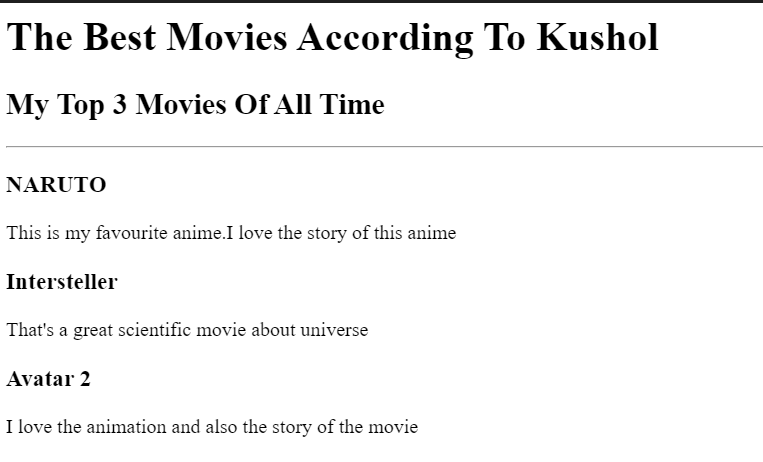 The Best Movies According To Kushol
My Top 3 Movies Of All Time
NARUTO
This is my favourite anime.I love the story of this anime
Intersteller
That's a great scientific movie about universe
Avatar 2
I love the animation and also the story of the movie